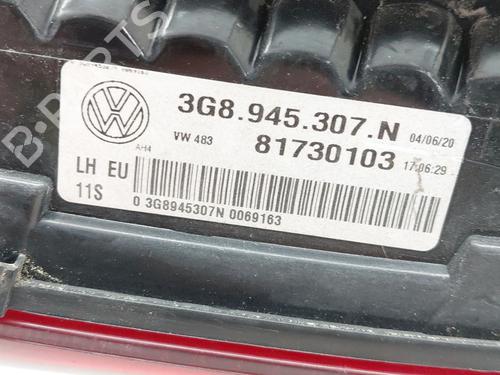 B-PARTS
3G8.945.307.N 04/06/20
VW 483 81730103 17:06:29
AH4
LH EU
11S
0 3G8945307N 0069163